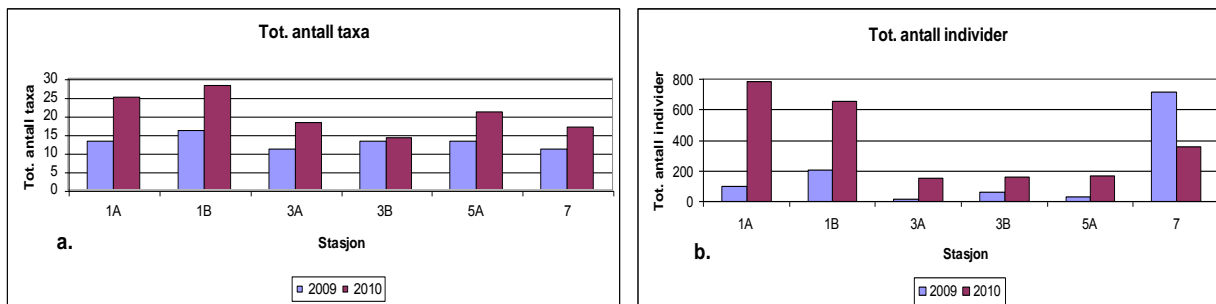 Tot. antall taxa
Tot. antall taxa
30
25
20
15
10
5
0
1A 1B 3A 3B 5A 7
Stasjon
a.
2009 2010
Tot. antall individer
Tot. antall individer
800
600
400
200
0
1A 1B 3A 3B 5A 7
Stasjon
b.
2009 2010